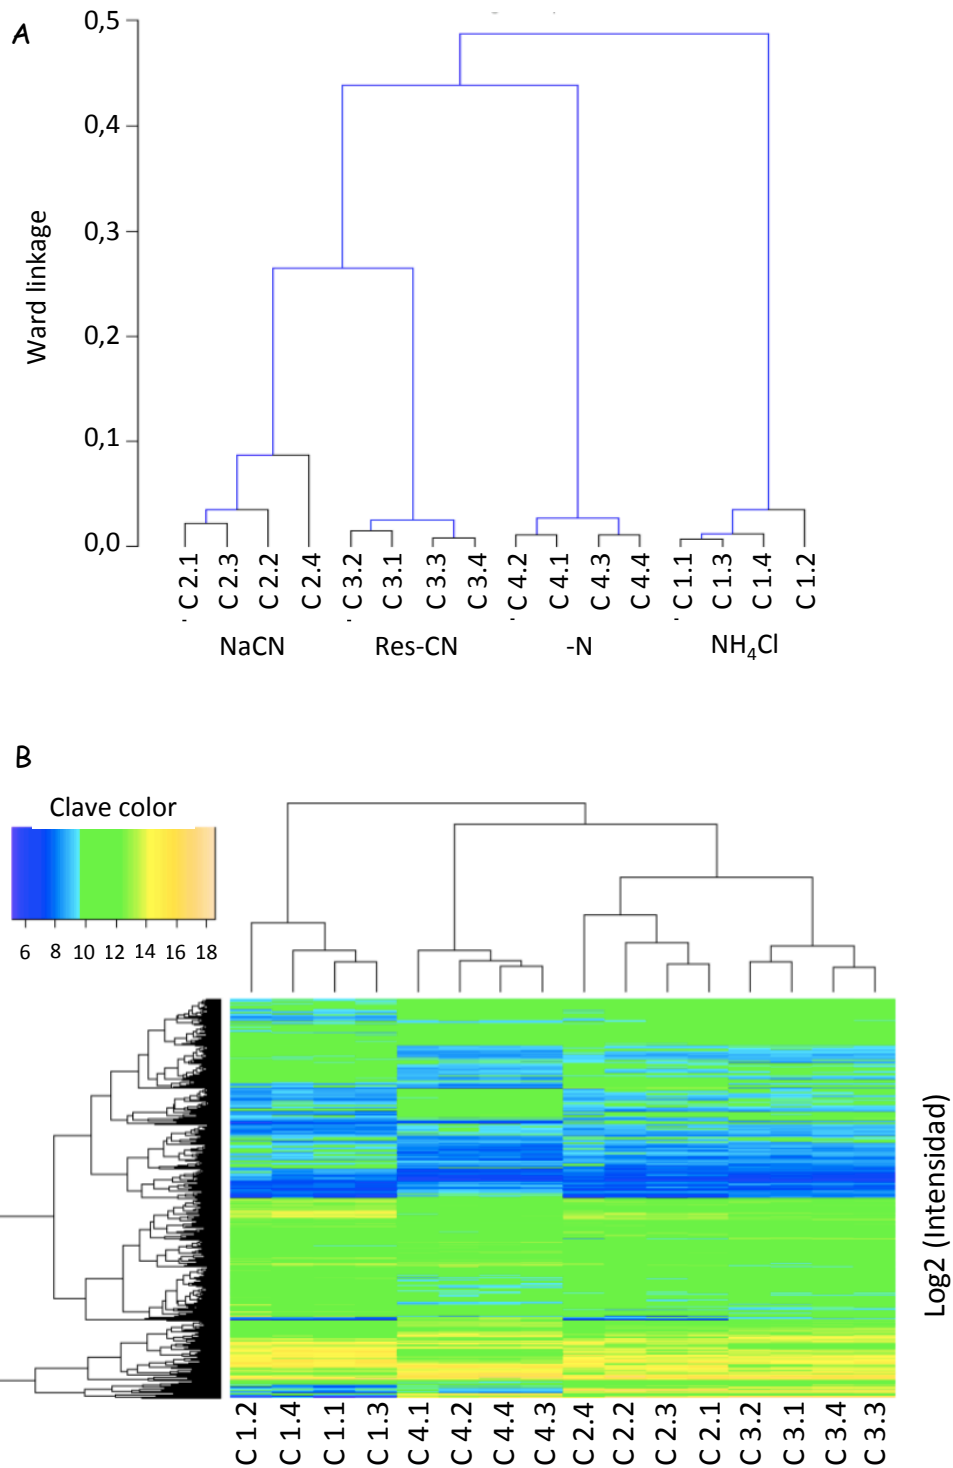 A
0,5
0,4
0,3
0,2
0,1
0,0
Ward linkage
C 2.1 C 2.3 C 2.2 C 2.4 C 3.2 C 3.1 C 3.3 C 3.4 C 4.2 C 4.1 C 4.3 C 4.4 C 1.1 C 1.3 C 1.4 C 1.2
NaCN Res-CN -N NH₄Cl
B
Clave color
6 8 10 12 14 16 18
Log2 (Intensidad)
C 1.2 C 1.4 C 1.1 C 1.3 C 4.1 C 4.2 C 4.4 C 4.3 C 2.4 C 2.2 C 2.3 C 2.1 C 3.2 C 3.1 C 3.4 C 3.3